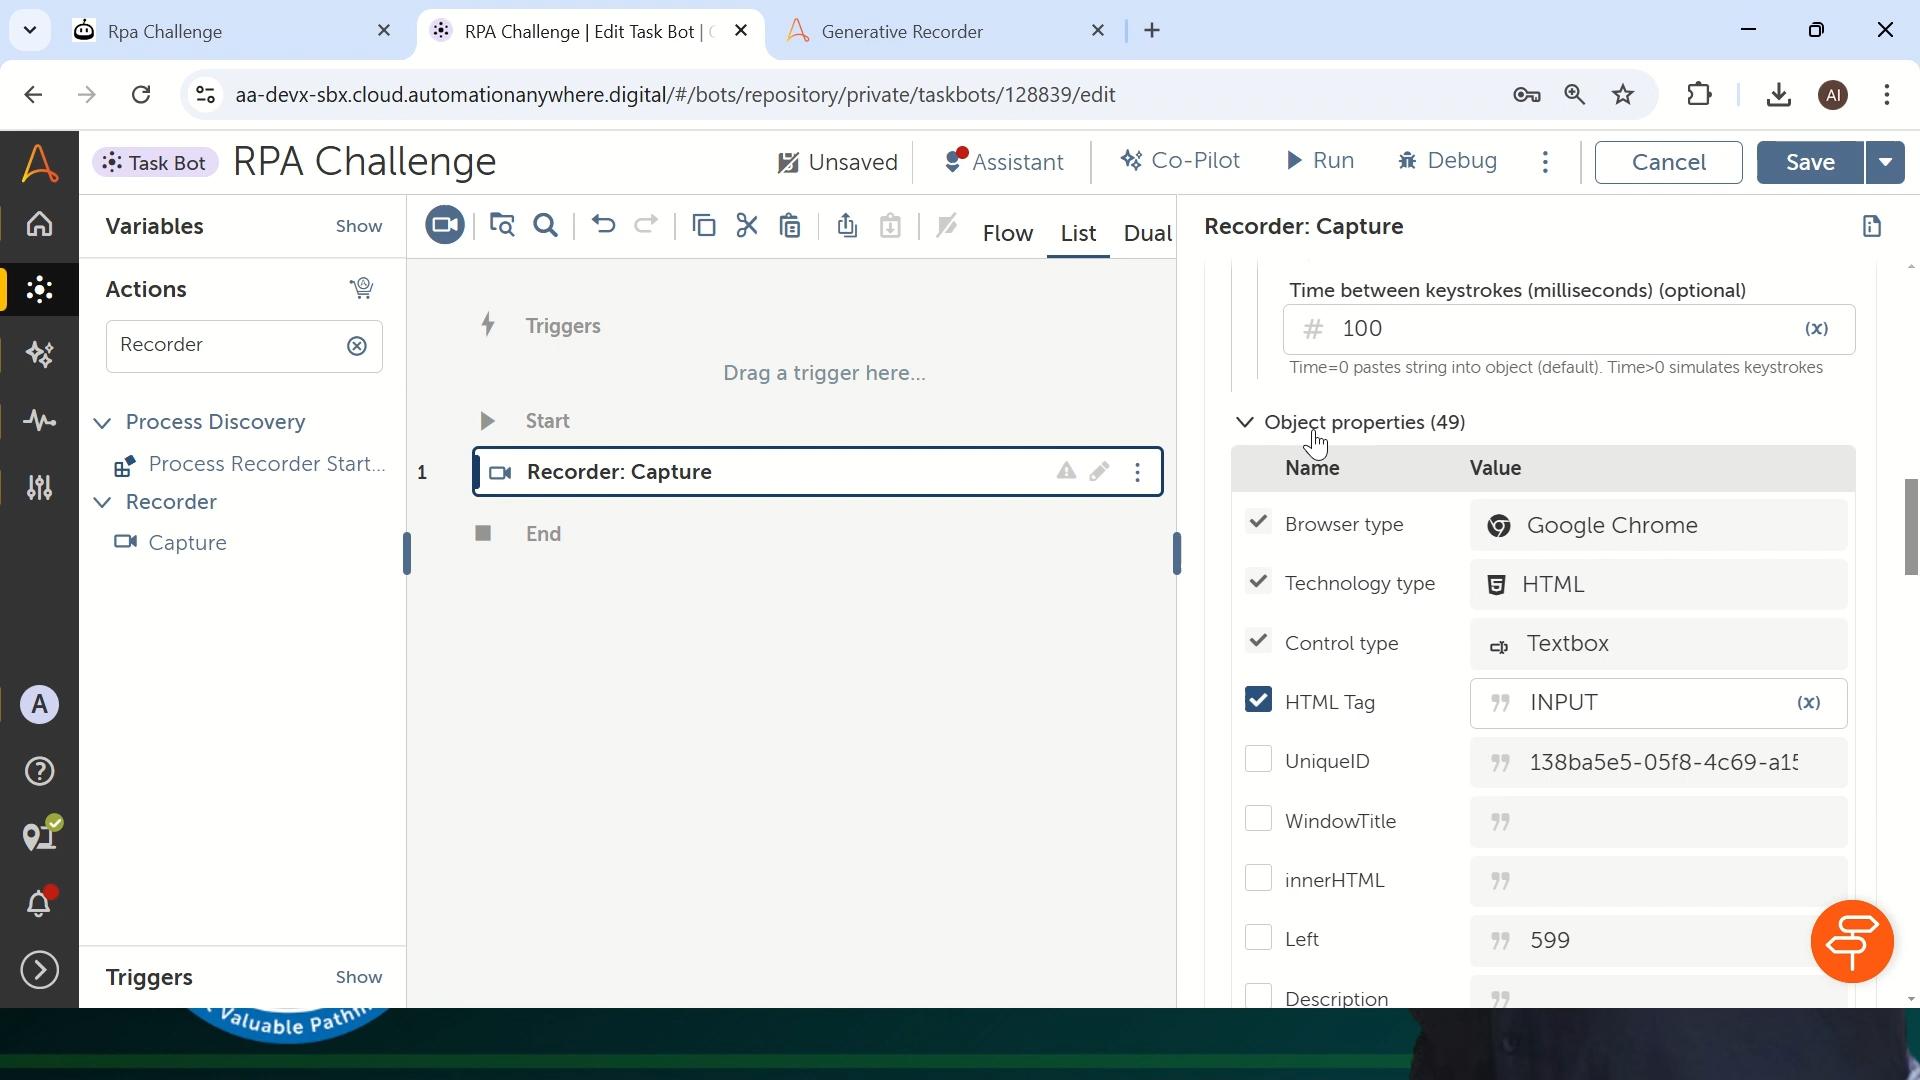 Rpa Challenge
RPA Challenge | Edit Task Bot |
Generative Recorder
aa-devx-sbx.cloud.automationanywhere.digital/#/bots/repository/private/taskbots/128839/edit
AI
Task Bot
RPA Challenge
Unsaved
Assistant
Co-Pilot
Run
Debug
Cancel
Save
Variables
Show
Flow
List
Dual
Recorder: Capture
Actions
Recorder
Process Discovery
Process Recorder Start...
Recorder
Capture
Triggers
Show
Triggers
Drag a trigger here...
Start
1
Recorder: Capture
End
Time between keystrokes (milliseconds) (optional)
# 100
(x)
Time=0 pastes string into object (default). Time>0 simulates keystrokes
Object properties (49)
Name
Value
Browser type
Google Chrome
Technology type
HTML
Control type
Textbox
HTML Tag
INPUT
(x)
UniqueID
138ba5e5-05f8-4c69-a15
WindowTitle
innerHTML
Left
599
Description
A
Valuable Pathw